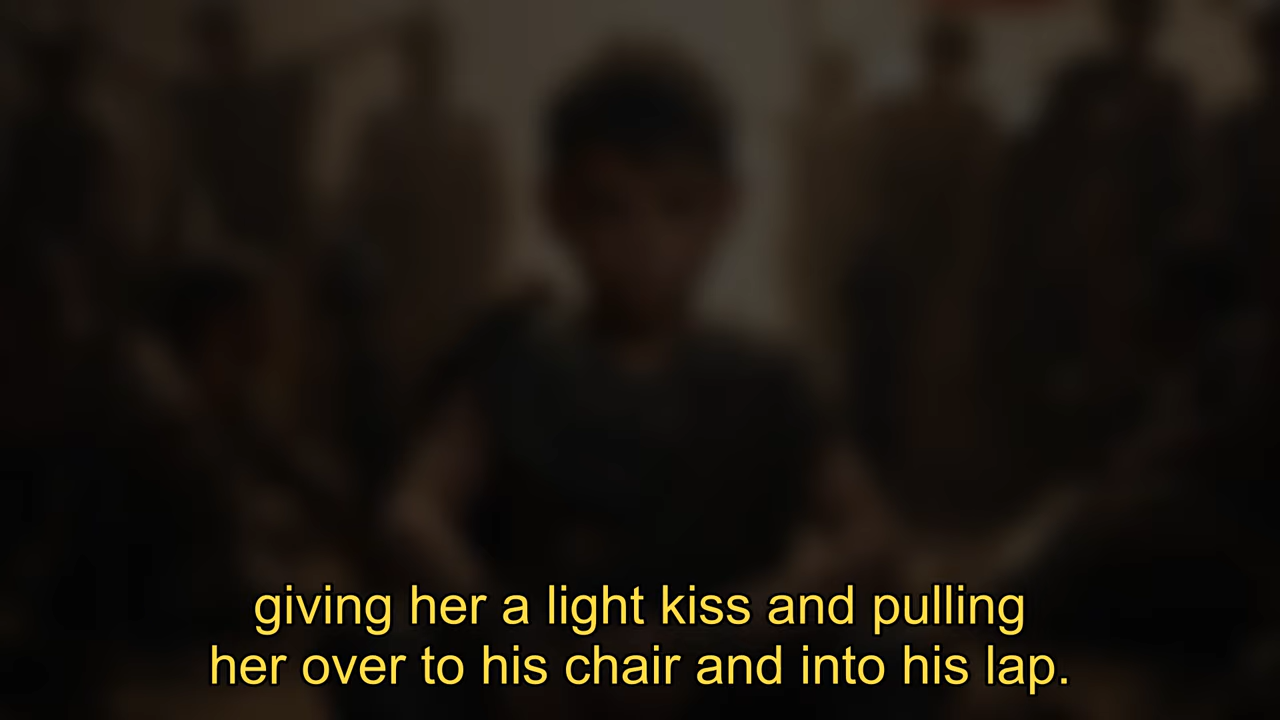 giving her a light kiss and pulling
her over to his chair and into his lap.